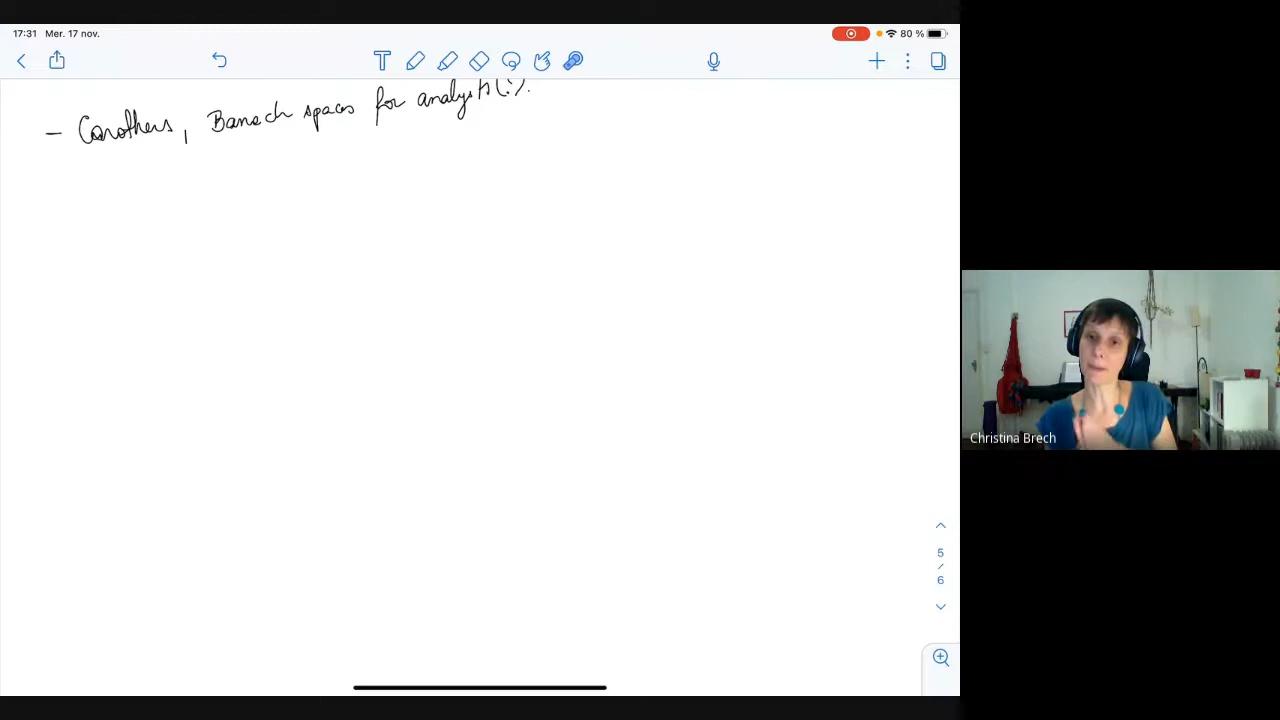 17:31 Mer. 17 nov. 80 %
- Carothers, Banach spaces for analysts(?).
Christina Brech
5
/
6